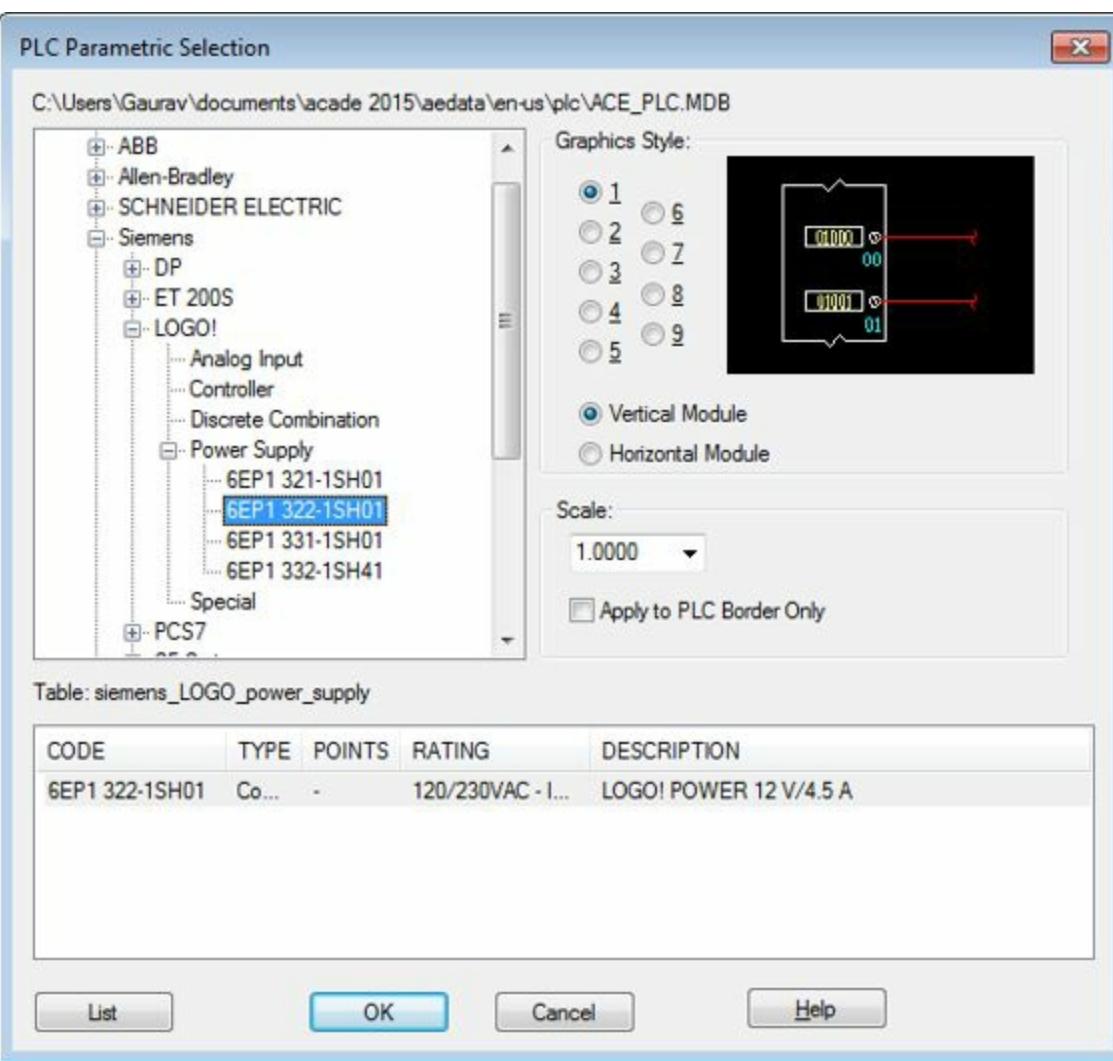 PLC Parametric Selection
C:\Users\Gaurav\documents\acade 2015\aedata\en-us\plc\ACE_PLC.MDB
ABB
Allen-Bradley
SCHNEIDER ELECTRIC
Siemens
DP
ET 200S
LOGO!
Analog Input
Controller
Discrete Combination
Power Supply
6EP1 321-1SH01
6EP1 322-1SH01
6EP1 331-1SH01
6EP1 332-1SH41
Special
PCS7
Graphics Style:
1
2
3
4
5
6
7
8
9
01000
00
01001
01
Vertical Module
Horizontal Module
Scale:
1.0000
Apply to PLC Border Only
Table: siemens_LOGO_power_supply
CODE TYPE POINTS RATING DESCRIPTION
6EP1 322-1SH01 Co... - 120/230VAC - I... LOGO! POWER 12 V/4.5 A
List OK Cancel Help